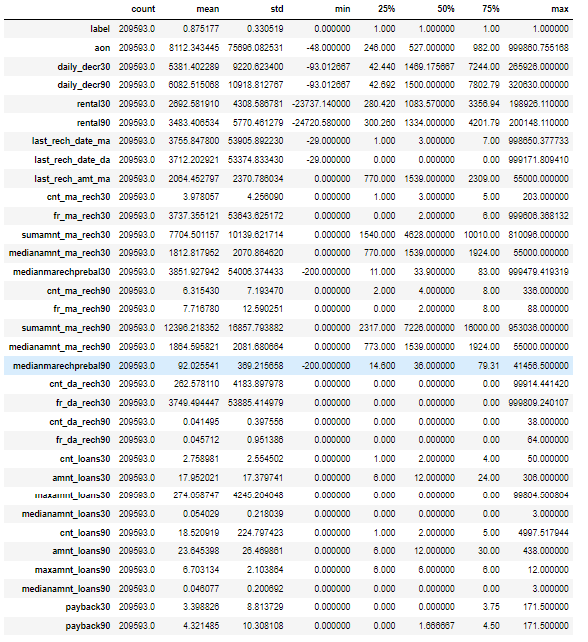 count mean std min 25% 50% 75% max
label 209593.0 0.875177 0.330519 0.000000 1.000 1.000000 1.00 1.000000
aon 209593.0 8112.343445 75696.082531 -48.000000 246.000 527.000000 982.00 999860.755168
daily_decr30 209593.0 5381.402289 9220.623400 -93.012667 42.440 1469.175667 7244.00 265926.000000
daily_decr90 209593.0 6082.515068 10918.812767 -93.012667 42.692 1500.000000 7802.79 320630.000000
rental30 209593.0 2692.581910 4308.586781 -23737.140000 280.420 1083.570000 3356.94 198926.110000
rental90 209593.0 3483.406534 5770.461279 -24720.580000 300.260 1334.000000 4201.79 200148.110000
last_rech_date_ma 209593.0 3755.847800 53905.892230 -29.000000 1.000 3.000000 7.00 998650.377733
last_rech_date_da 209593.0 3712.202921 53374.833430 -29.000000 0.000 0.000000 0.00 999171.809410
last_rech_amt_ma 209593.0 2064.452797 2370.786034 0.000000 770.000 1539.000000 2309.00 55000.000000
cnt_ma_rech30 209593.0 3.978057 4.256090 0.000000 1.000 3.000000 5.00 203.000000
fr_ma_rech30 209593.0 3737.355121 53643.625172 0.000000 0.000 2.000000 6.00 999606.368132
sumamnt_ma_rech30 209593.0 7704.501157 10139.621714 0.000000 1540.000 4628.000000 10010.00 810096.000000
medianamnt_ma_rech30 209593.0 1812.817952 2070.864620 0.000000 770.000 1539.000000 1924.00 55000.000000
medianmarechprebal30 209593.0 3851.927942 54006.374433 -200.000000 11.000 33.900000 83.00 999479.419319
cnt_ma_rech90 209593.0 6.315430 7.193470 0.000000 2.000 4.000000 8.00 336.000000
fr_ma_rech90 209593.0 7.716780 12.590251 0.000000 0.000 2.000000 8.00 88.000000
sumamnt_ma_rech90 209593.0 12396.218352 16857.793882 0.000000 2317.000 7226.000000 16000.00 953036.000000
medianamnt_ma_rech90 209593.0 1864.595821 2081.680664 0.000000 773.000 1539.000000 1924.00 55000.000000
medianmarechprebal90 209593.0 92.025541 369.215658 -200.000000 14.600 36.000000 79.31 41456.500000
cnt_da_rech30 209593.0 262.578110 4183.897978 0.000000 0.000 0.000000 0.00 99914.441420
fr_da_rech30 209593.0 3749.494447 53885.414979 0.000000 0.000 0.000000 0.00 999809.240107
cnt_da_rech90 209593.0 0.041495 0.397556 0.000000 0.000 0.000000 0.00 38.000000
fr_da_rech90 209593.0 0.045712 0.951386 0.000000 0.000 0.000000 0.00 64.000000
cnt_loans30 209593.0 2.758981 2.554502 0.000000 1.000 2.000000 4.00 50.000000
amnt_loans30 209593.0 17.952021 17.379741 0.000000 6.000 12.000000 24.00 306.000000
maxamnt_loans30 209593.0 274.658747 4245.264648 0.000000 0.000 0.000000 0.00 99864.560864
medianamnt_loans30 209593.0 0.054029 0.218039 0.000000 0.000 0.000000 0.00 3.000000
cnt_loans90 209593.0 18.520919 224.797423 0.000000 1.000 2.000000 5.00 4997.517944
amnt_loans90 209593.0 23.645398 26.469861 0.000000 6.000 12.000000 30.00 438.000000
maxamnt_loans90 209593.0 6.703134 2.103864 0.000000 6.000 6.000000 6.00 12.000000
medianamnt_loans90 209593.0 0.046077 0.200692 0.000000 0.000 0.000000 0.00 3.000000
payback30 209593.0 3.398826 8.813729 0.000000 0.000 0.000000 3.75 171.500000
payback90 209593.0 4.321485 10.308108 0.000000 0.000 1.666667 4.50 171.500000